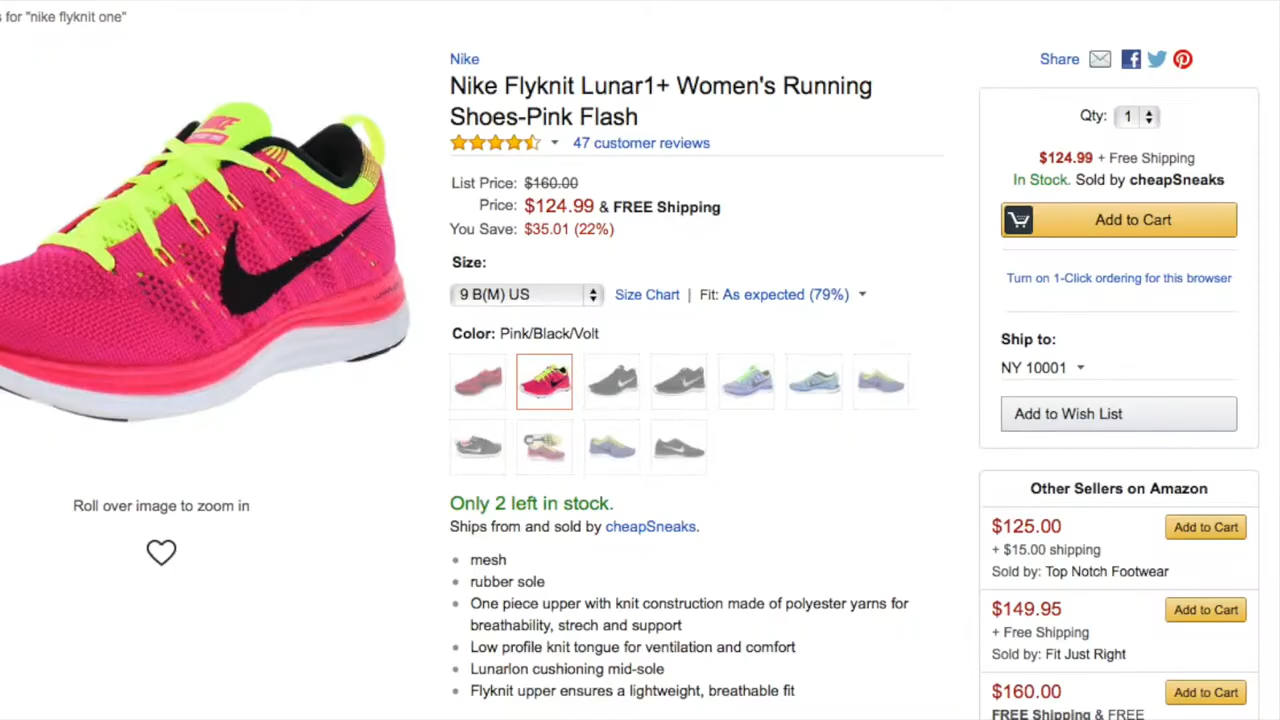 s for "nike flyknit one"
Nike
Nike Flyknit Lunar1+ Women's Running
Shoes-Pink Flash
47 customer reviews
List Price: $160.00
Price: $124.99 & FREE Shipping
You Save: $35.01 (22%)
Size:
9 B(M) US
Size Chart | Fit: As expected (79%)
Color: Pink/Black/Volt
Only 2 left in stock.
Ships from and sold by cheapSneaks.
mesh
rubber sole
One piece upper with knit construction made of polyester yarns for
breathability, strech and support
Low profile knit tongue for ventilation and comfort
Lunarlon cushioning mid-sole
Flyknit upper ensures a lightweight, breathable fit
Roll over image to zoom in
Share
Qty: 1
$124.99 + Free Shipping
In Stock. Sold by cheapSneaks
Add to Cart
Turn on 1-Click ordering for this browser
Ship to:
NY 10001
Add to Wish List
Other Sellers on Amazon
$125.00 Add to Cart
+ $15.00 shipping
Sold by: Top Notch Footwear
$149.95 Add to Cart
+ Free Shipping
Sold by: Fit Just Right
$160.00 Add to Cart
FREE Shipping & FREE